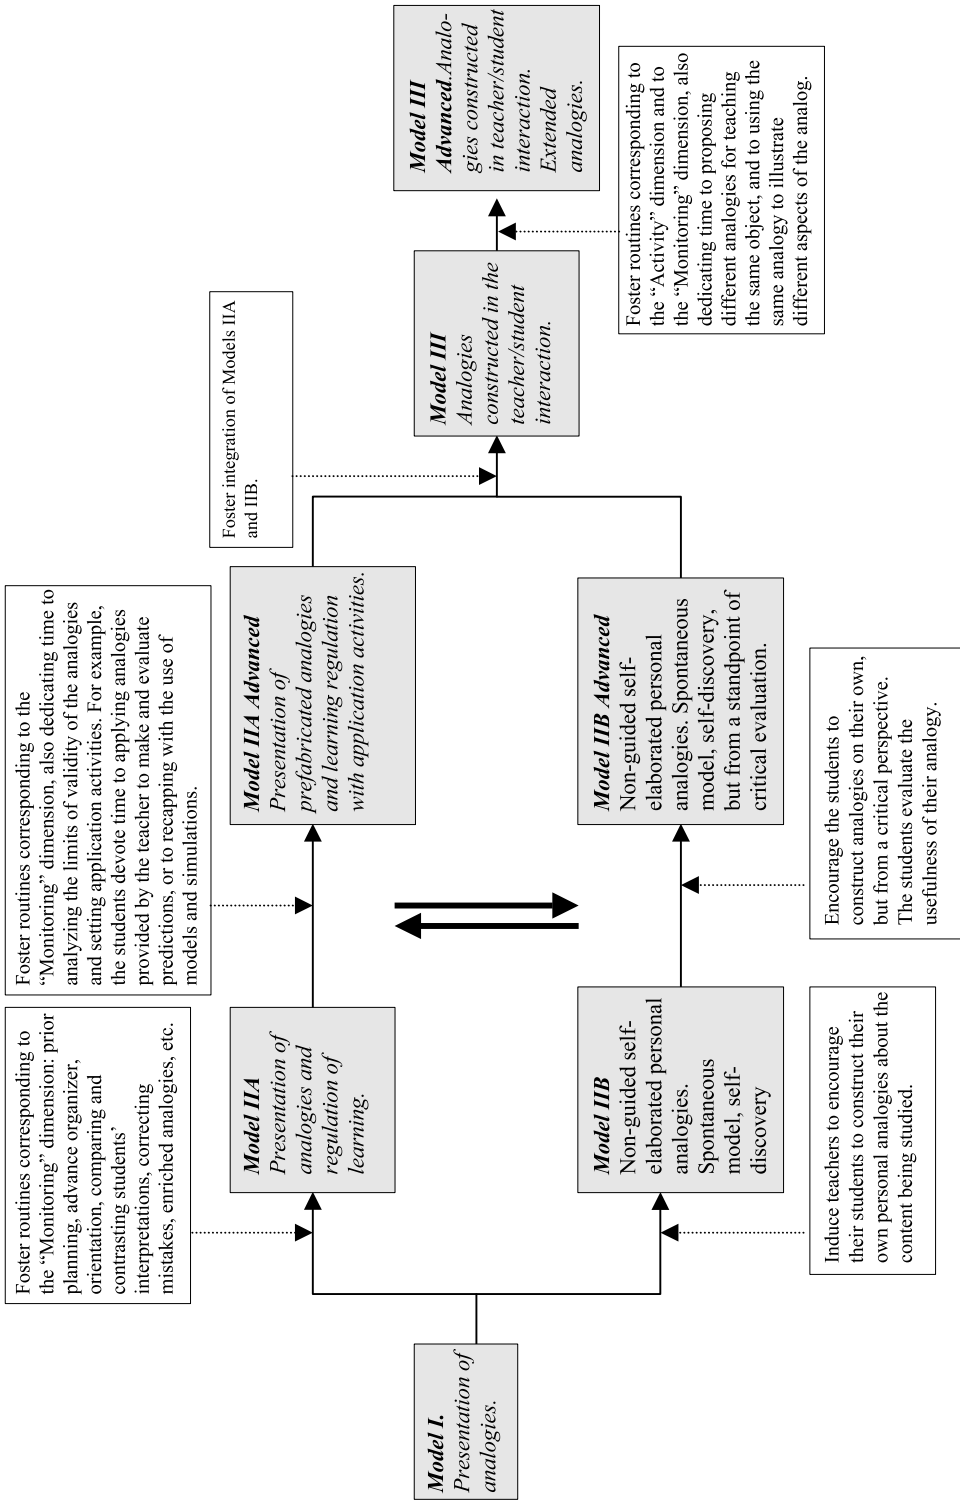 Model I.
Presentation of
analogies.
Foster routines corresponding to
the “Monitoring” dimension: prior
planning, advance organizer,
orientation, comparing and
contrasting students’
interpretations, correcting
mistakes, enriched analogies, etc.
Model IIA
Presentation of
analogies and
regulation of
learning.
Model IIB
Non-guided self-
elaborated personal
analogies.
Spontaneous
model, self-
discovery
Induce teachers to encourage
their students to construct their
own personal analogies about the
content being studied.
Foster routines corresponding to the
“Monitoring” dimension, also dedicating time to
analyzing the limits of validity of the analogies
and setting application activities. For example,
the students devote time to applying analogies
provided by the teacher to make and evaluate
predictions, or to recapping with the use of
models and simulations.
Model IIA Advanced
Presentation of
prefabricated analogies
and learning regulation
with application activities.
Model IIB Advanced
Non-guided self-
elaborated personal
analogies. Spontaneous
model, self-discovery,
but from a standpoint of
critical evaluation.
Encourage the students to
construct analogies on their own,
but from a critical perspective.
The students evaluate the
usefulness of their analogy.
Foster integration of Models IIA
and IIB.
Model III
Analogies
constructed in the
teacher/student
interaction.
Model III
Advanced.Analo-
gies constructed
in teacher/student
interaction.
Extended
analogies.
Foster routines corresponding to
the “Activity” dimension and to
the “Monitoring” dimension, also
dedicating time to proposing
different analogies for teaching
the same object, and to using the
same analogy to illustrate
different aspects of the analog.